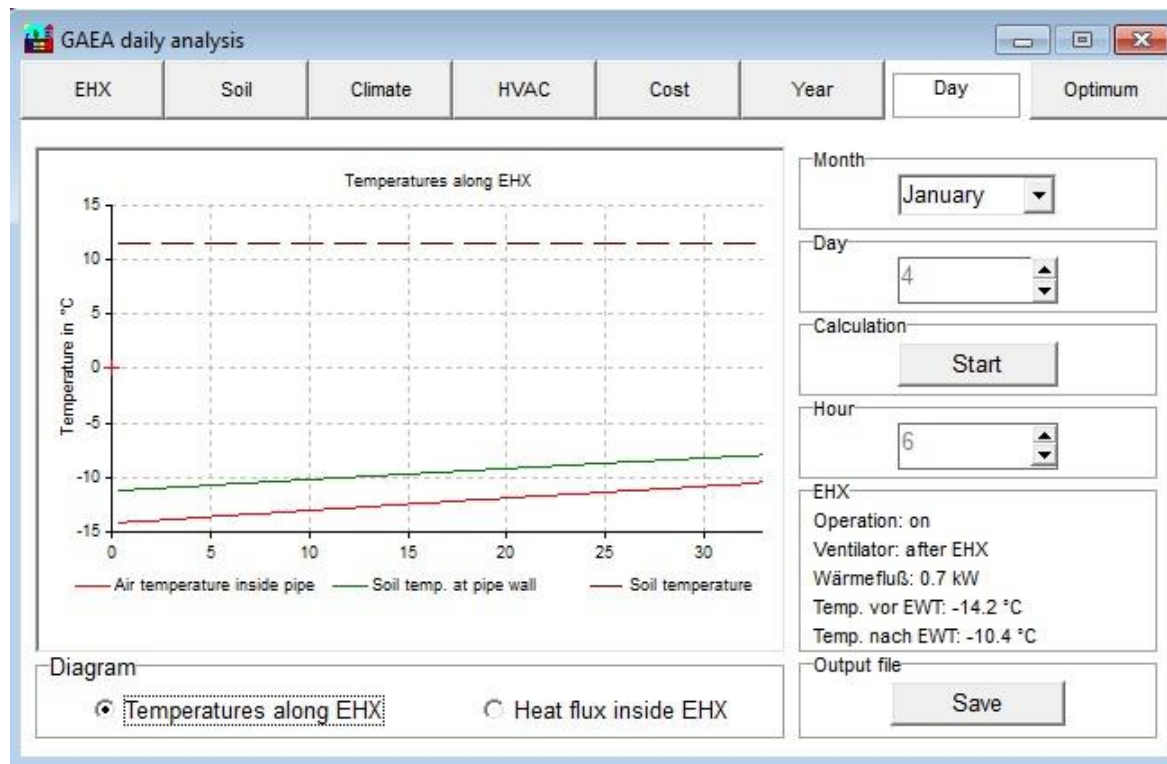 GAEA daily analysis
EHX Soil Climate HVAC Cost Year Day Optimum
Temperatures along EHX
15
10
5
0
-5
-10
-15
Temperature in °C
0 5 10 15 20 25 30
Air temperature inside pipe Soil temp. at pipe wall Soil temperature
Diagram
Temperatures along EHX Heat flux inside EHX
Month
January
Day
4
Calculation
Start
Hour
6
EHX
Operation: on
Ventilator: after EHX
Wärmefluß: 0.7 kW
Temp. vor EWT: -14.2 °C
Temp. nach EWT: -10.4 °C
Output file
Save